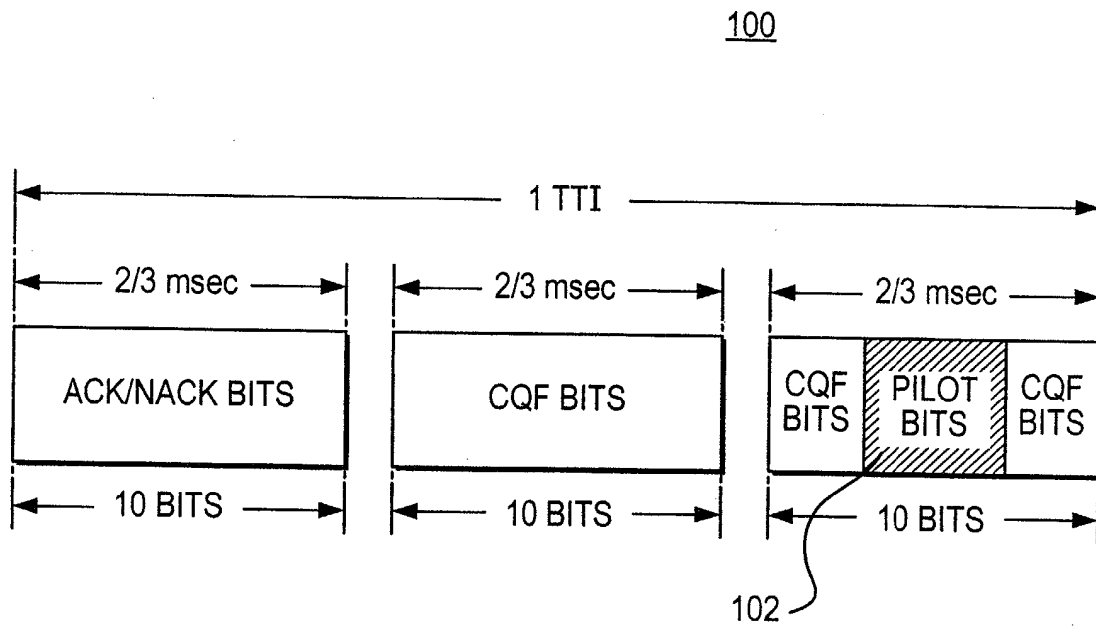 100
1 TTI
2/3 msec 2/3 msec 2/3 msec
ACK/NACK BITS
CQF BITS
CQF
BITS
PILOT
BITS
CQF
BITS
10 BITS 10 BITS 10 BITS
102